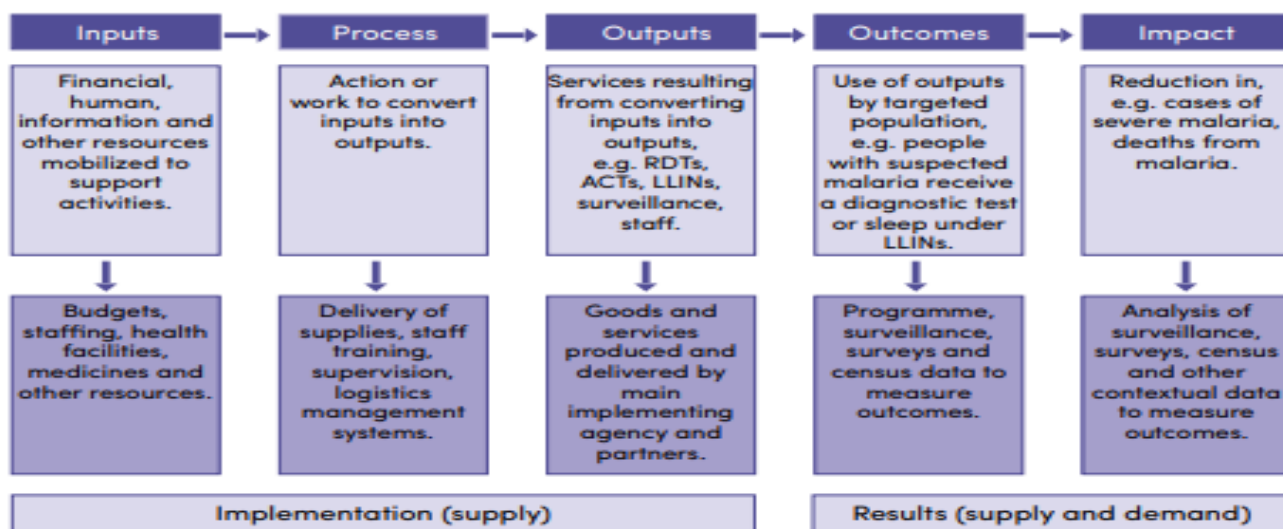 Inputs
Process
Outputs
Outcomes
Impact
Financial,
human,
information and
other resources
mobilized to
support
activities.
Action or
work to convert
inputs into
outputs.
Services resulting
from converting
inputs into
outputs,
e.g. RDTs,
ACTs, LLINs,
surveillance,
staff.
Use of outputs
by targeted
population,
e.g. people
with suspected
malaria receive
a diagnostic test
or sleep under
LLINs.
Reduction in,
e.g. cases of
severe malaria,
deaths from
malaria.
Budgets,
staffing, health
facilities,
medicines and
other resources.
Delivery of
supplies, staff
training,
supervision,
logistics
management
systems.
Goods and
services
produced and
delivered by
main
implementing
agency and
partners.
Programme,
surveillance,
surveys and
census data to
measure
outcomes.
Analysis of
surveillance,
surveys, census
and other
contextual data
to measure
outcomes.
Implementation (supply)
Results (supply and demand)